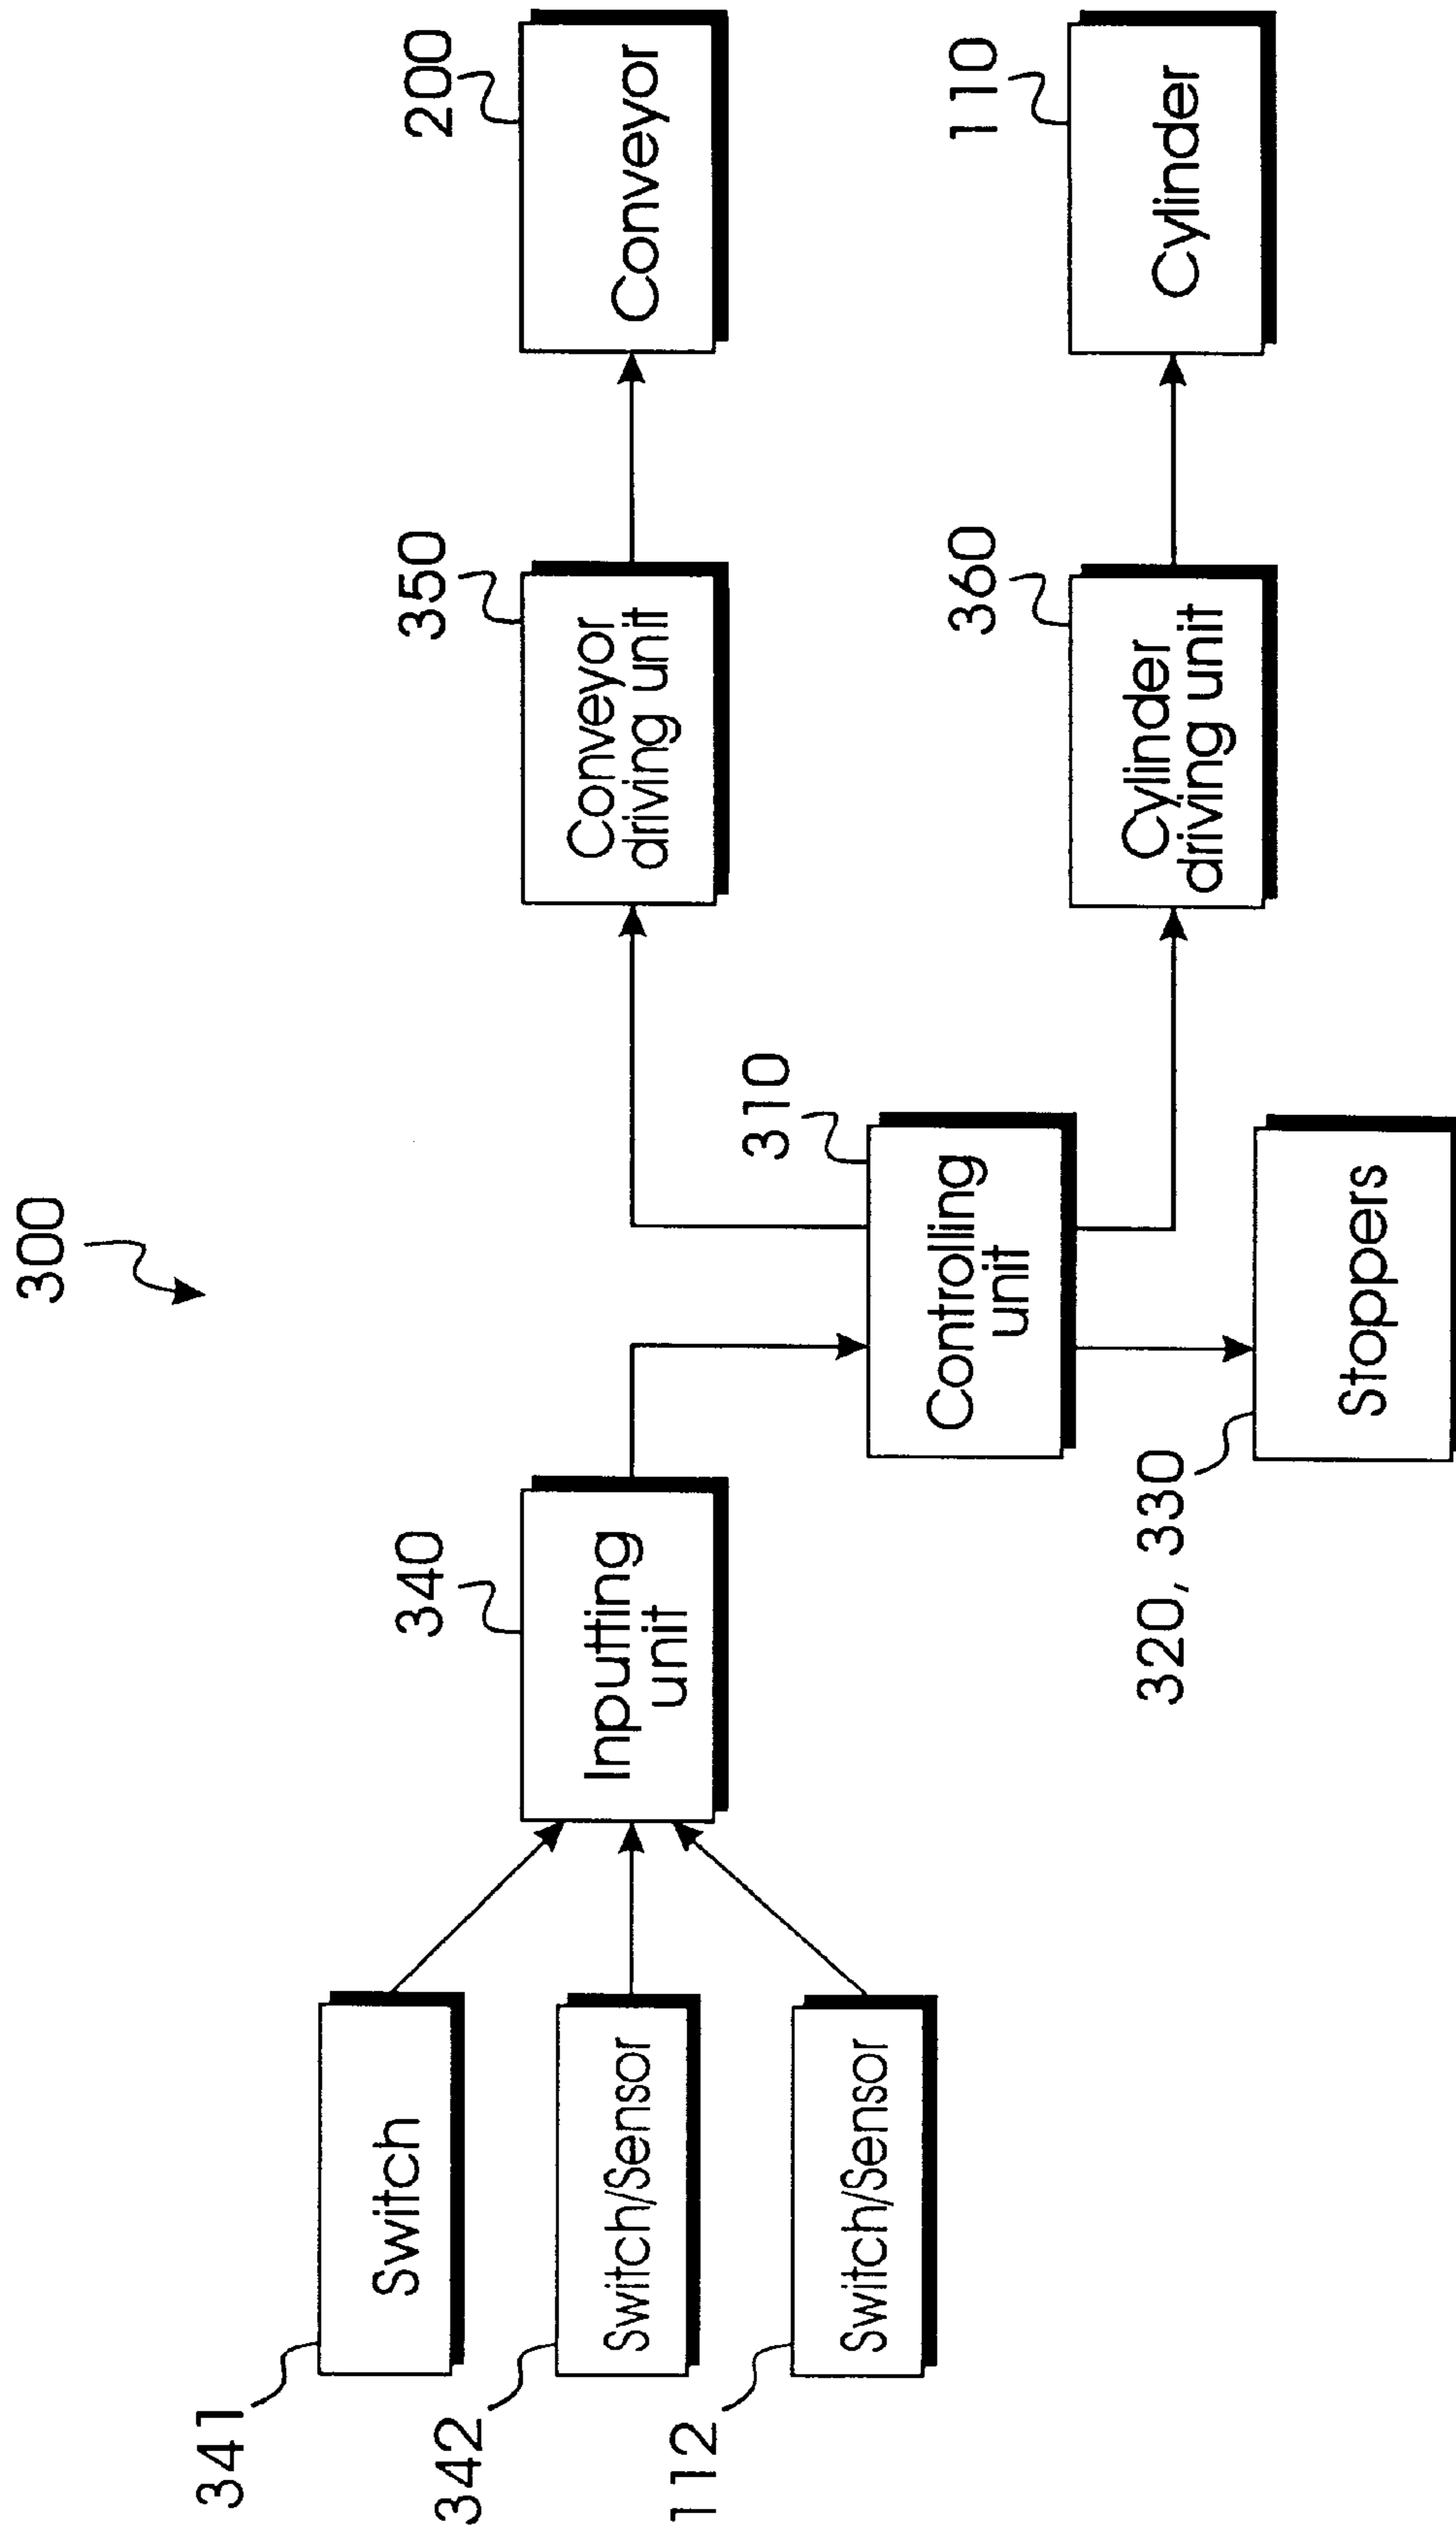 300
341
Switch
342
Switch/Sensor
112
Switch/Sensor
340
Inputting
unit
310
Controlling
unit
320, 330
Stoppers
350
Conveyor
driving unit
360
Cylinder
driving unit
200
Conveyor
110
Cylinder